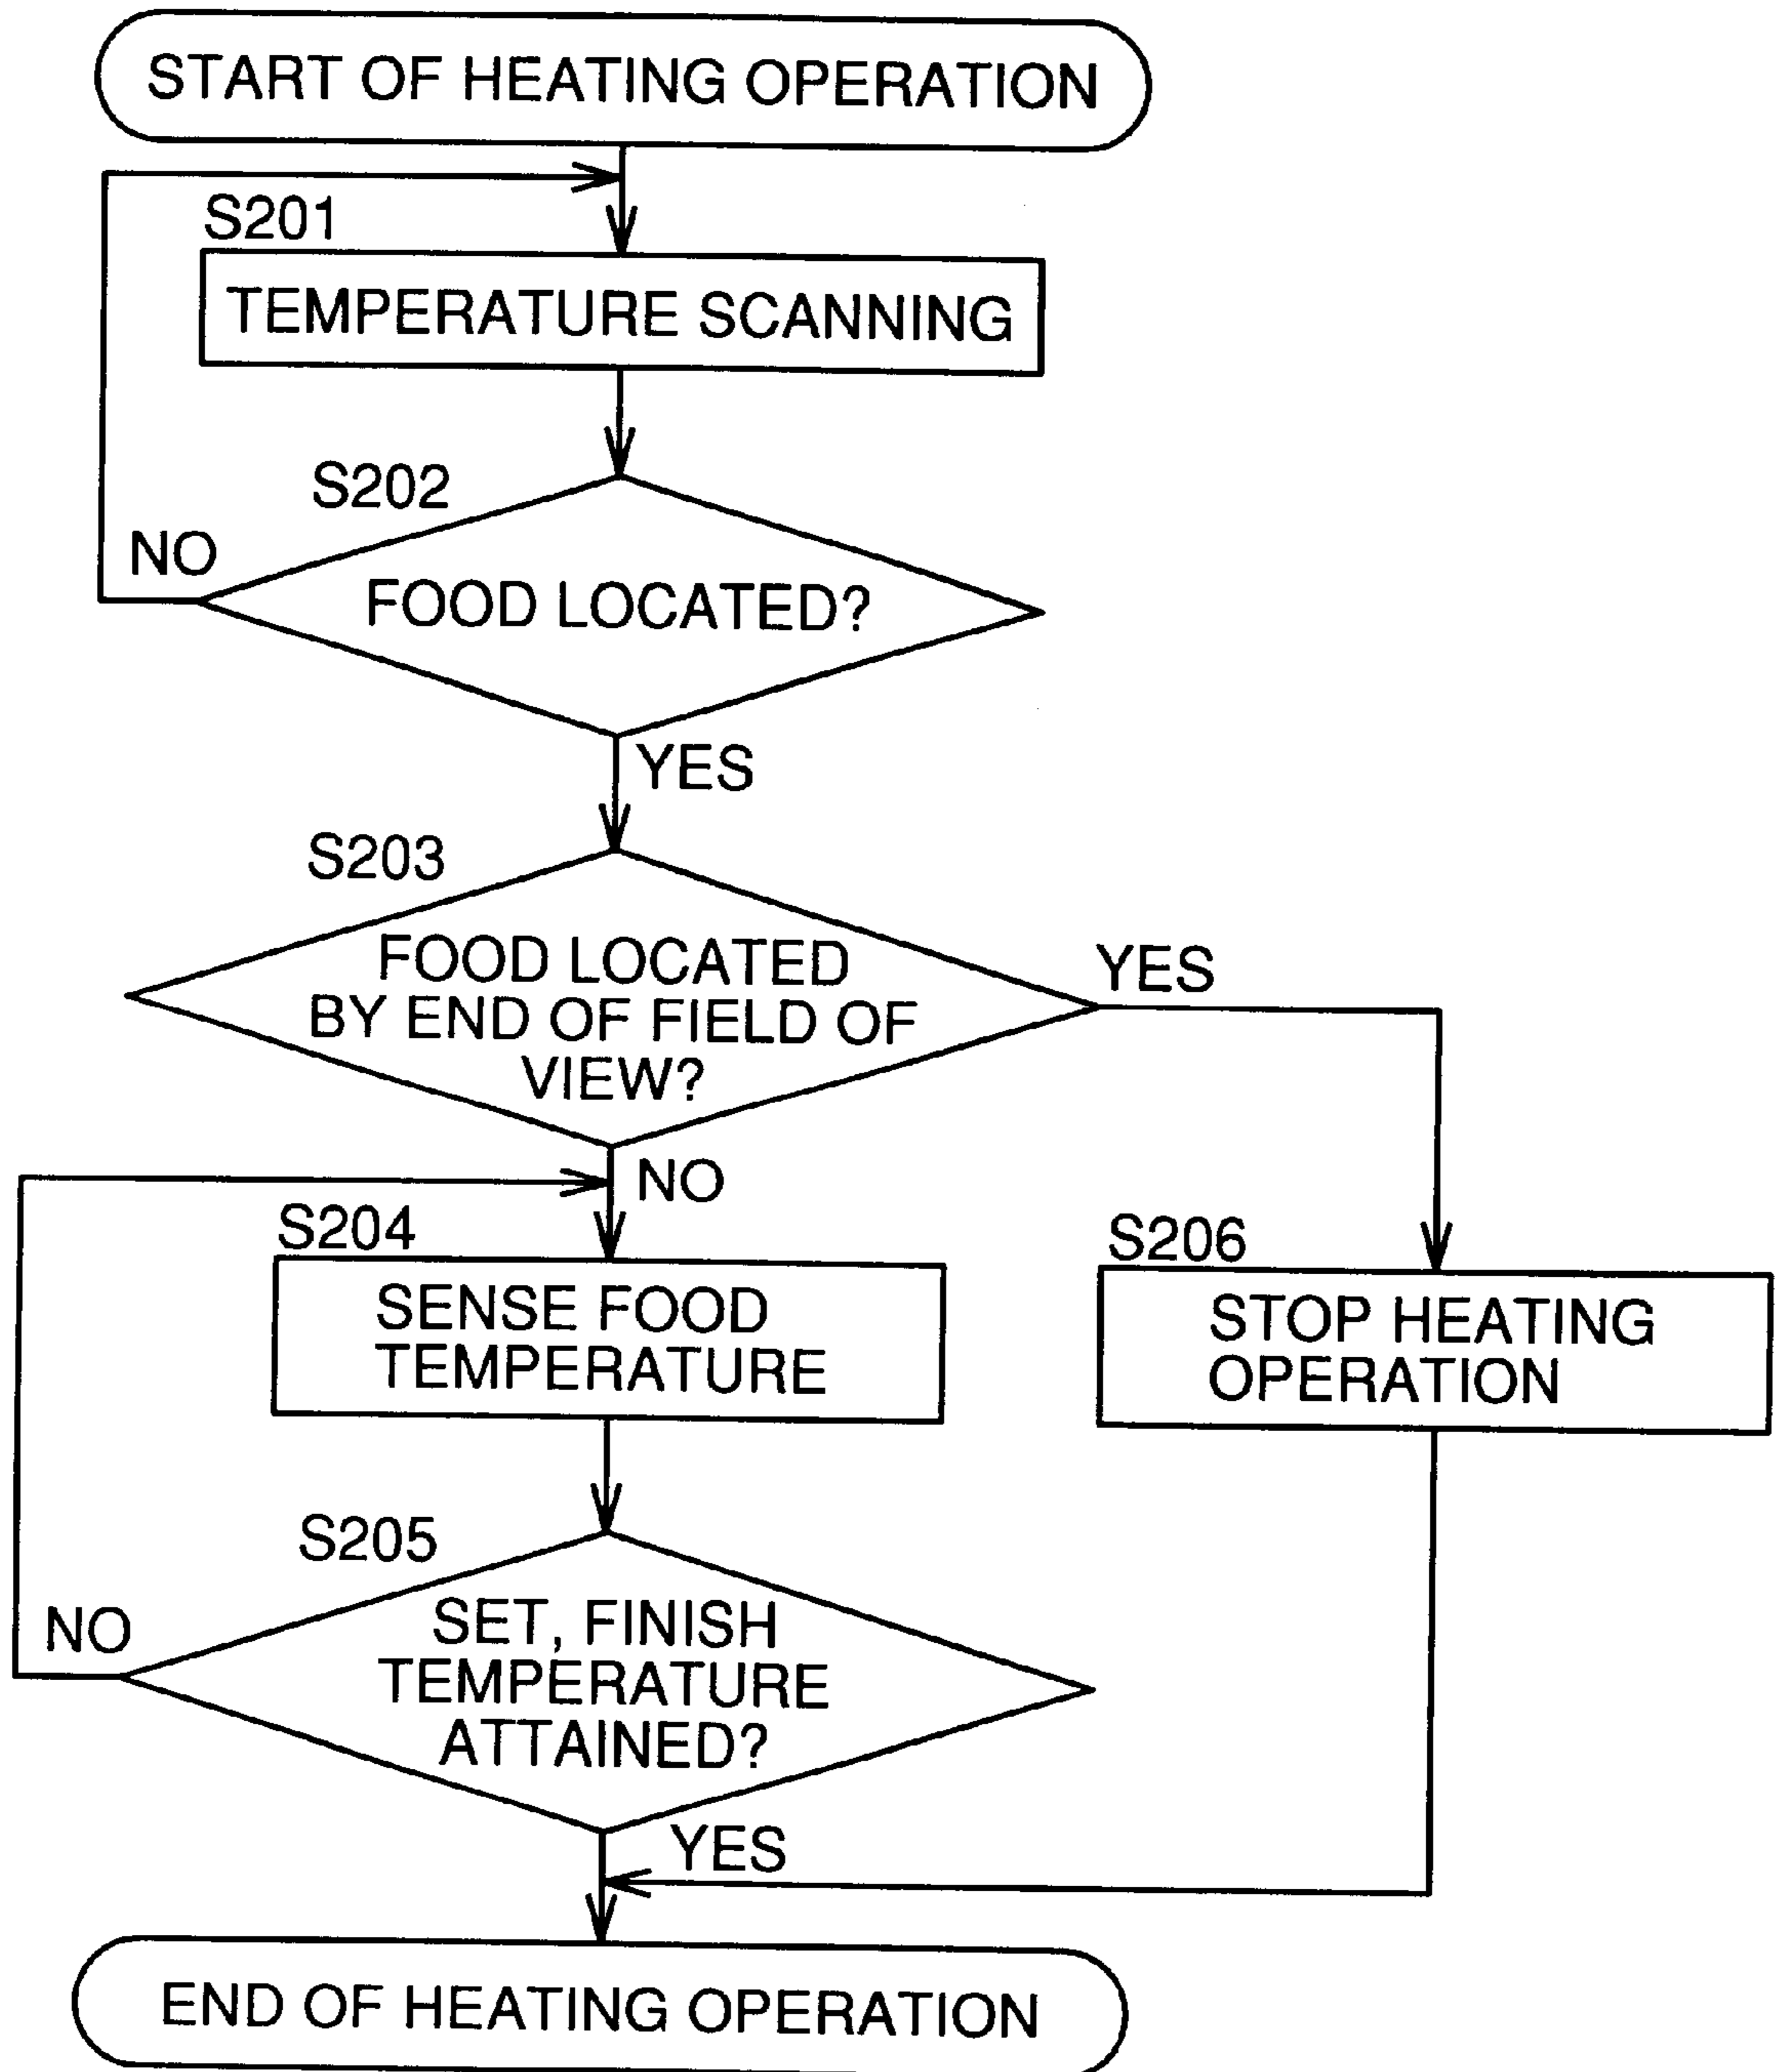 START OF HEATING OPERATION
S201
TEMPERATURE SCANNING
S202
NO
FOOD LOCATED?
YES
S203
FOOD LOCATED
BY END OF FIELD OF
VIEW?
YES
NO
S204
SENSE FOOD
TEMPERATURE
S206
STOP HEATING
OPERATION
S205
NO
SET, FINISH
TEMPERATURE
ATTAINED?
YES
END OF HEATING OPERATION